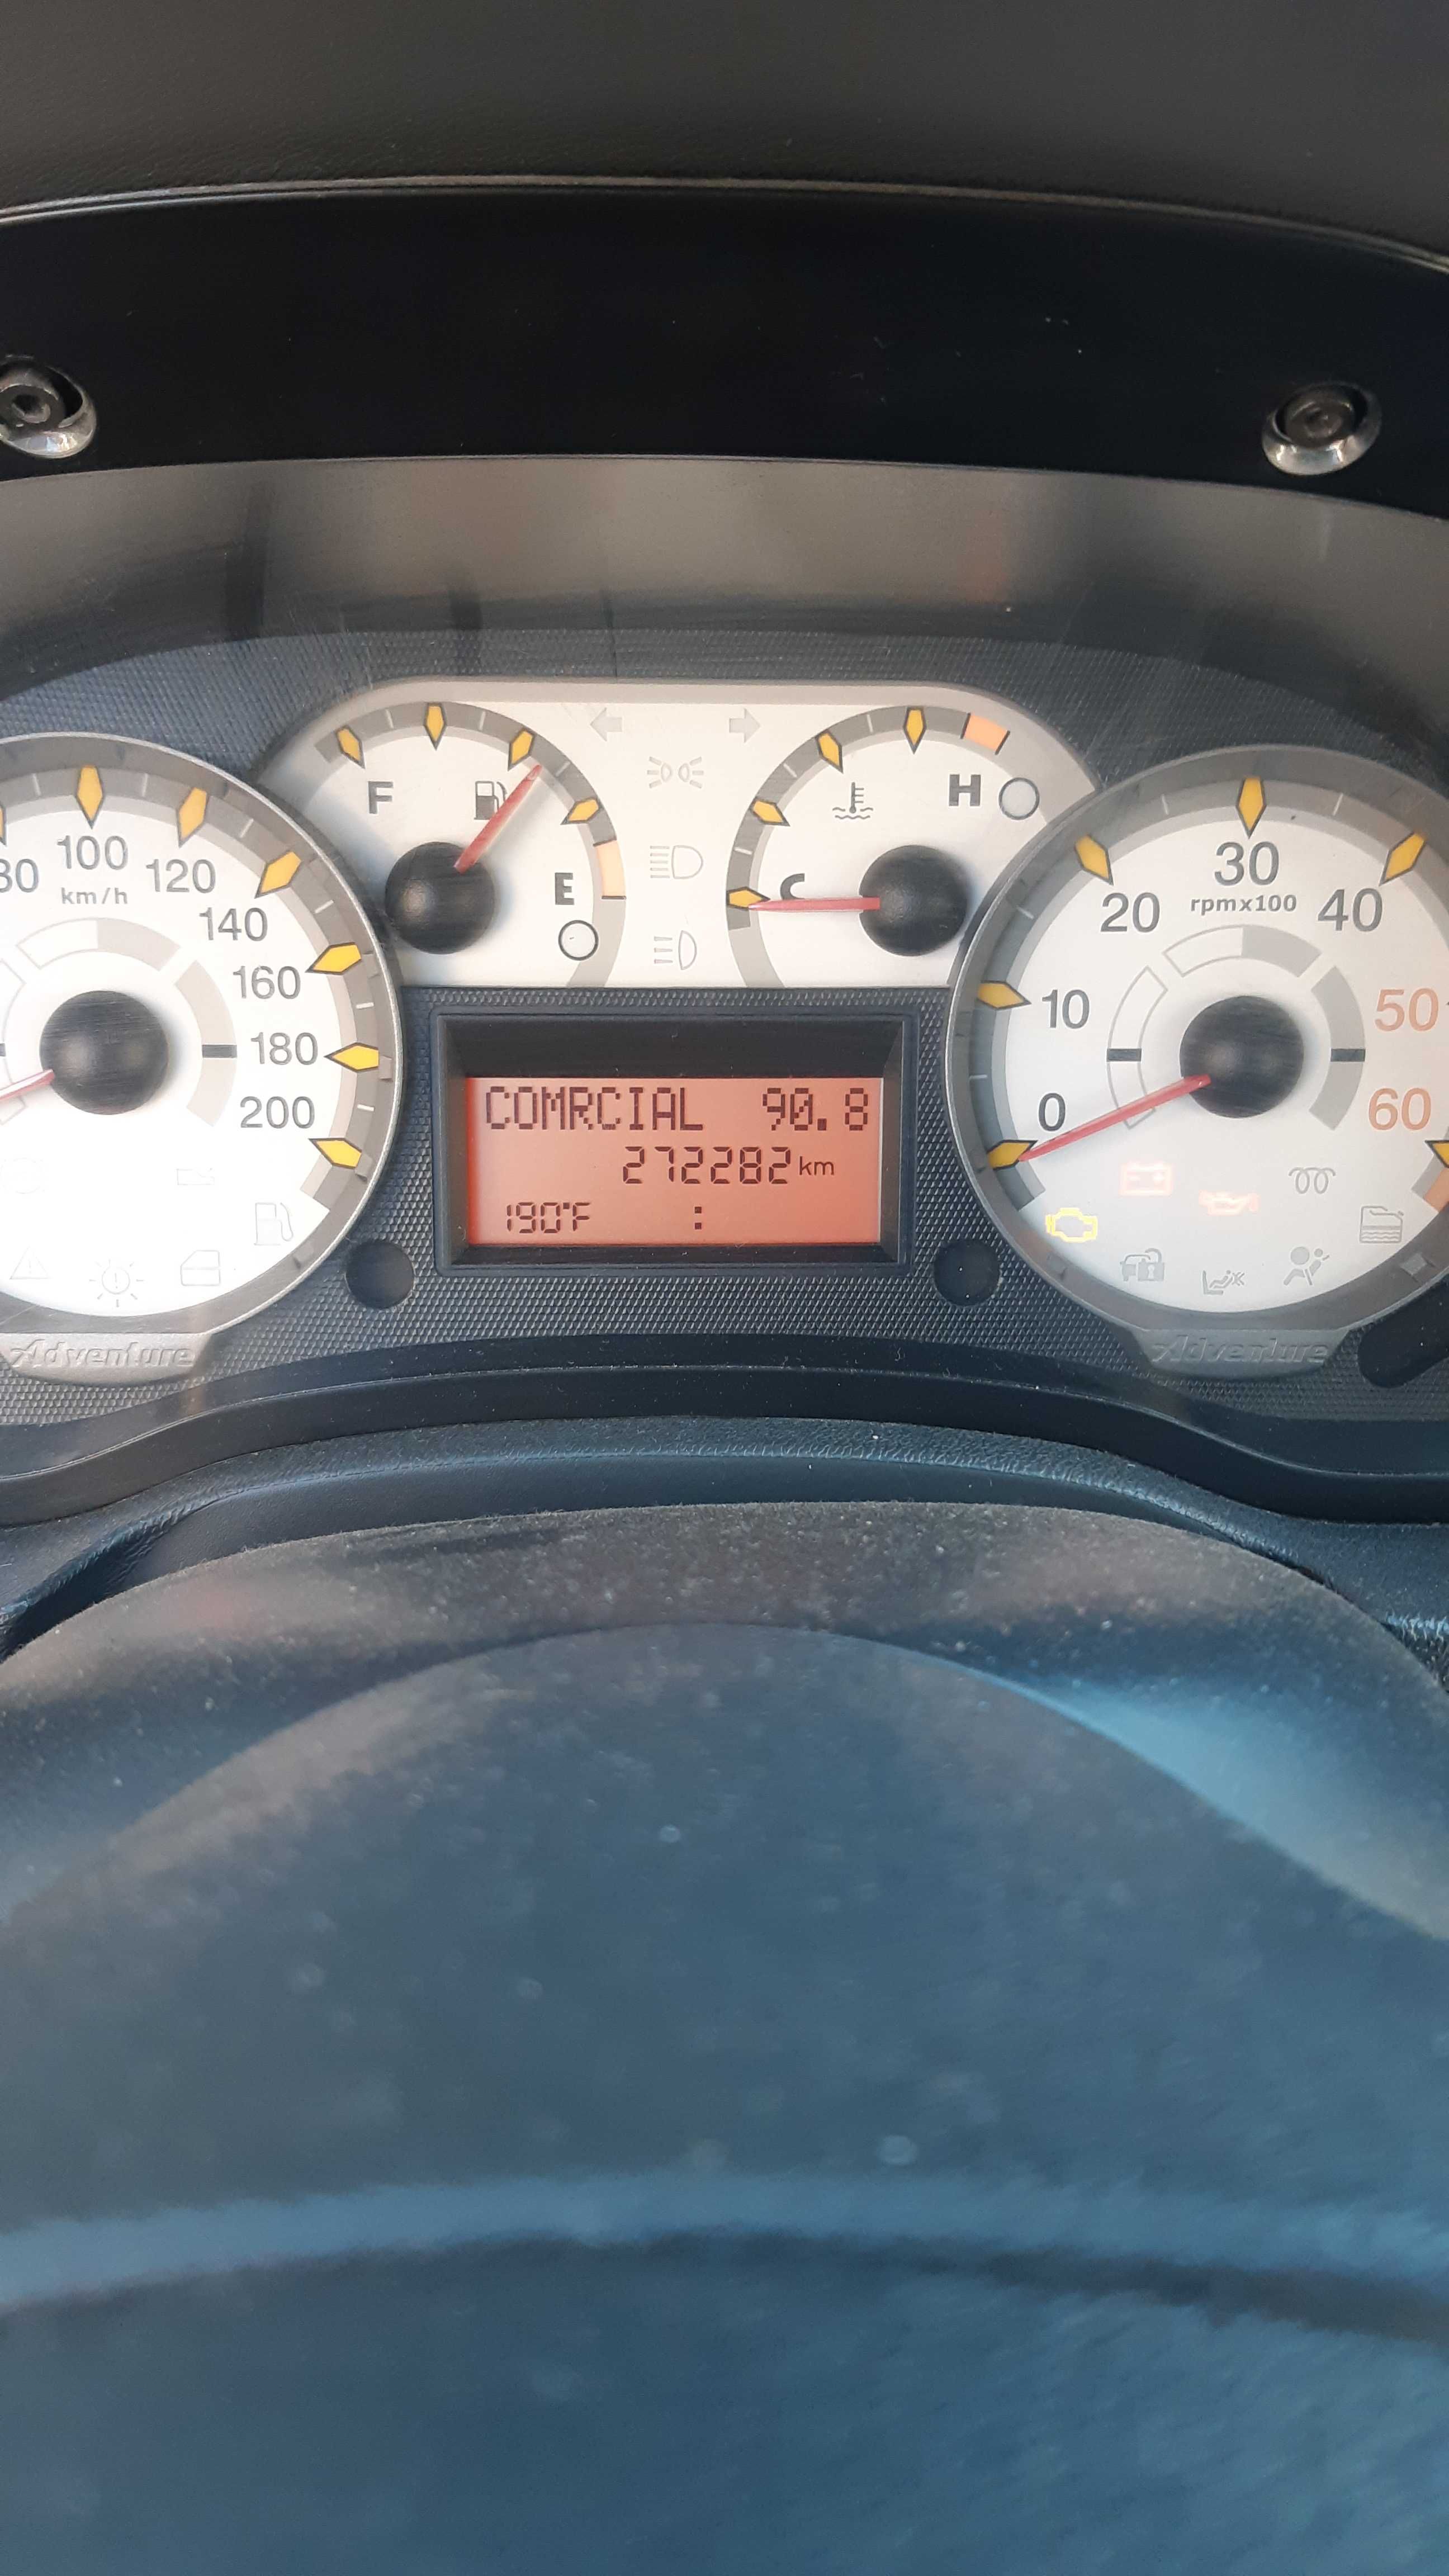 F
E
C
H
80
100
km/h
120
140
160
180
200
COMRCIAL 90.8
272282 km
190°F :
0
10
20
30
rpmx100
40
50
60
Adventure
Adventure